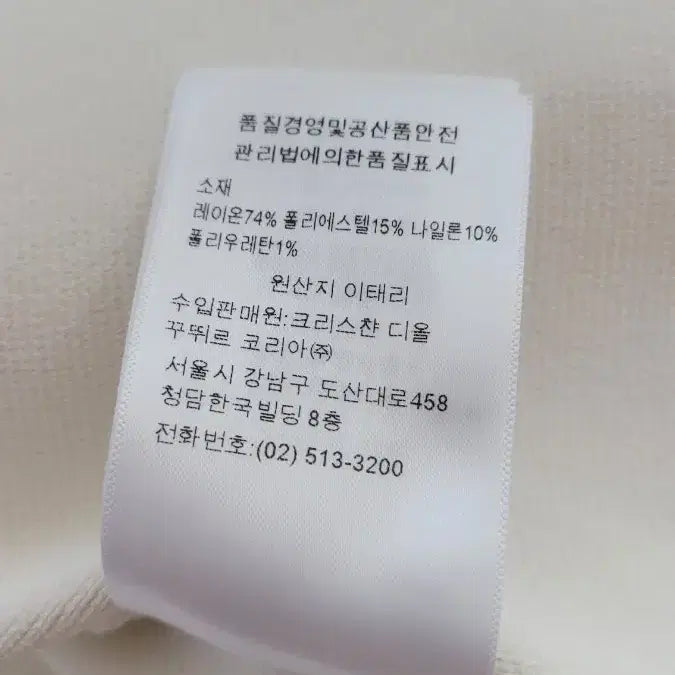 품질경영및공산품안전
관리법에의한품질표시
소재
레이온74% 폴리에스텔15% 나일론10%
폴리우레탄1%
원산지 이태리
수입판매원:크리스챤 디올
꾸뛰르 코리아㈜
서울시 강남구 도산대로458
청담한국빌딩 8층
전화번호:(02) 513-3200